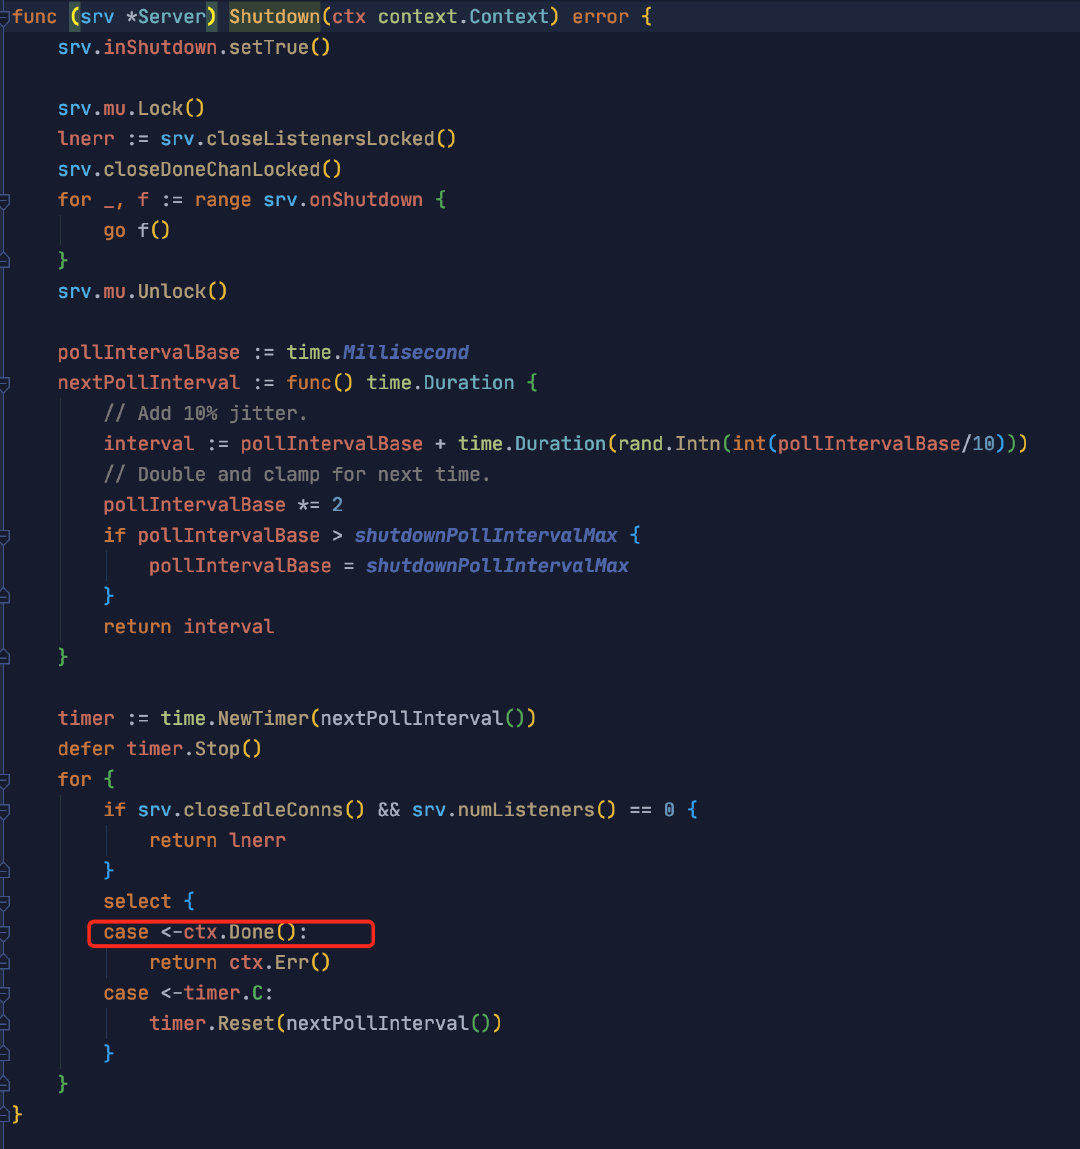 func (srv *Server) Shutdown(ctx context.Context) error {
    srv.inShutdown.setTrue()

    srv.mu.Lock()
    lnerr := srv.closeListenersLocked()
    srv.closeDoneChanLocked()
    for _, f := range srv.onShutdown {
        go f()
    }
    srv.mu.Unlock()

    pollIntervalBase := time.Millisecond
    nextPollInterval := func() time.Duration {
        // Add 10% jitter.
        interval := pollIntervalBase + time.Duration(rand.Intn(int(pollIntervalBase/10)))
        // Double and clamp for next time.
        pollIntervalBase *= 2
        if pollIntervalBase > shutdownPollIntervalMax {
            pollIntervalBase = shutdownPollIntervalMax
        }
        return interval
    }

    timer := time.NewTimer(nextPollInterval())
    defer timer.Stop()
    for {
        if srv.closeIdleConns() && srv.numListeners() == 0 {
            return lnerr
        }
        select {
        case <-ctx.Done():
            return ctx.Err()
        case <-timer.C:
            timer.Reset(nextPollInterval())
        }
    }
}